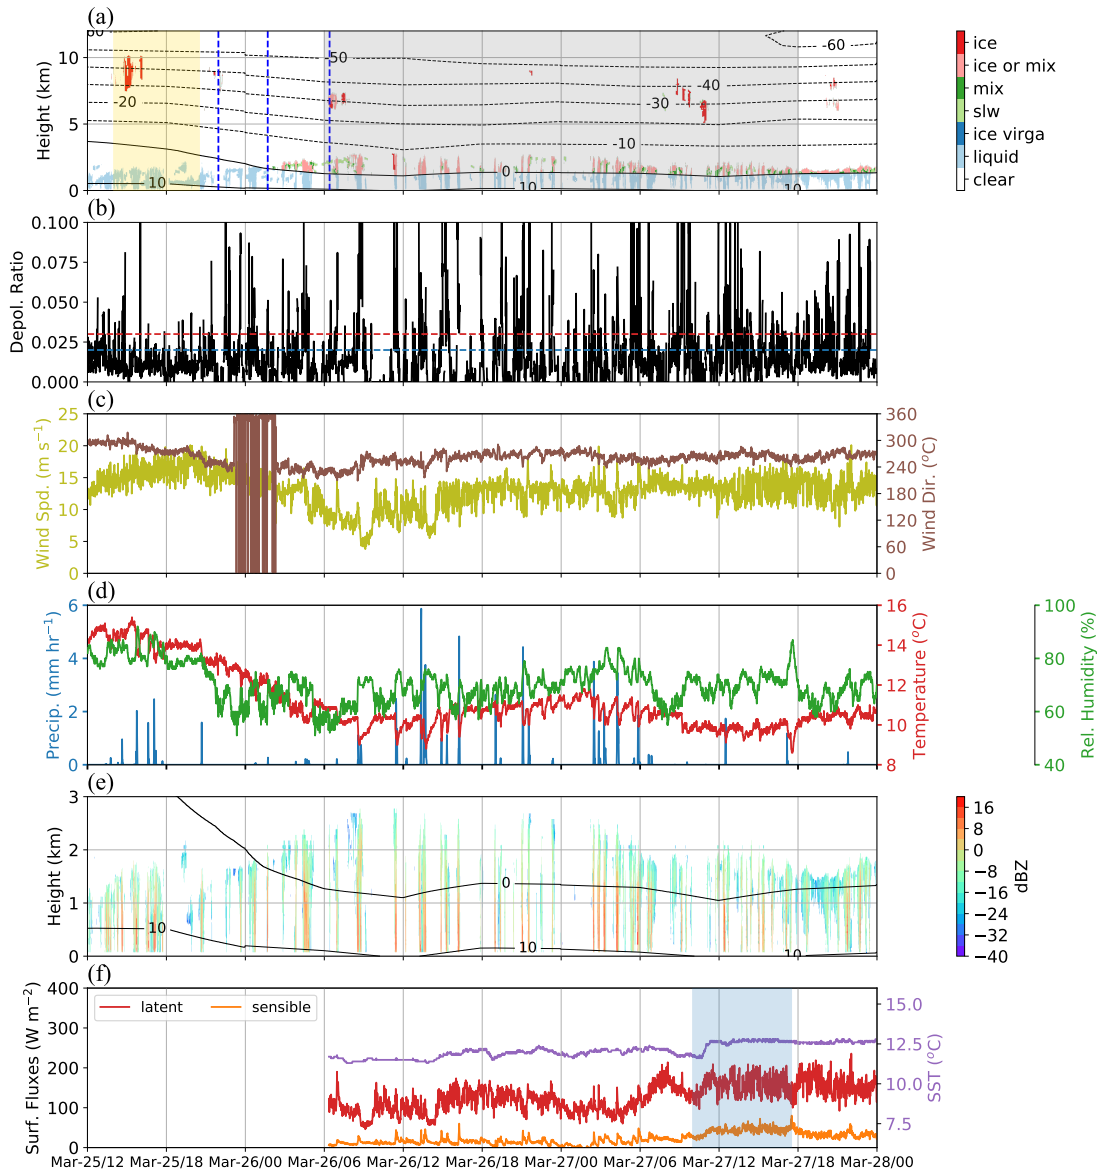 (a)
10
5
0
Height (km)
60
50
-60
-40
-30
-20
-10
0
10
10
10
ice
ice or mix
mix
slw
ice virga
liquid
clear
(b)
0.100
0.075
0.050
0.025
0.000
Depol. Ratio
(c)
25
20
15
10
5
0
Wind Spd. (m s⁻¹)
360
300
240
180
120
60
0
Wind Dir. (°C)
(d)
6
4
2
0
Precip. (mm hr⁻¹)
16
14
12
10
8
Temperature (°C)
100
80
60
40
Rel. Humidity (%)
(e)
3
2
1
0
Height (km)
0
10
10
10
16
8
0
−8
−16
−24
−32
−40
dBZ
(f)
400
300
200
100
0
Surf. Fluxes (W m⁻²)
latent
sensible
15.0
12.5
10.0
7.5
SST (°C)
Mar-25/12 Mar-25/18 Mar-26/00 Mar-26/06 Mar-26/12 Mar-26/18 Mar-27/00 Mar-27/06 Mar-27/12 Mar-27/18 Mar-28/00